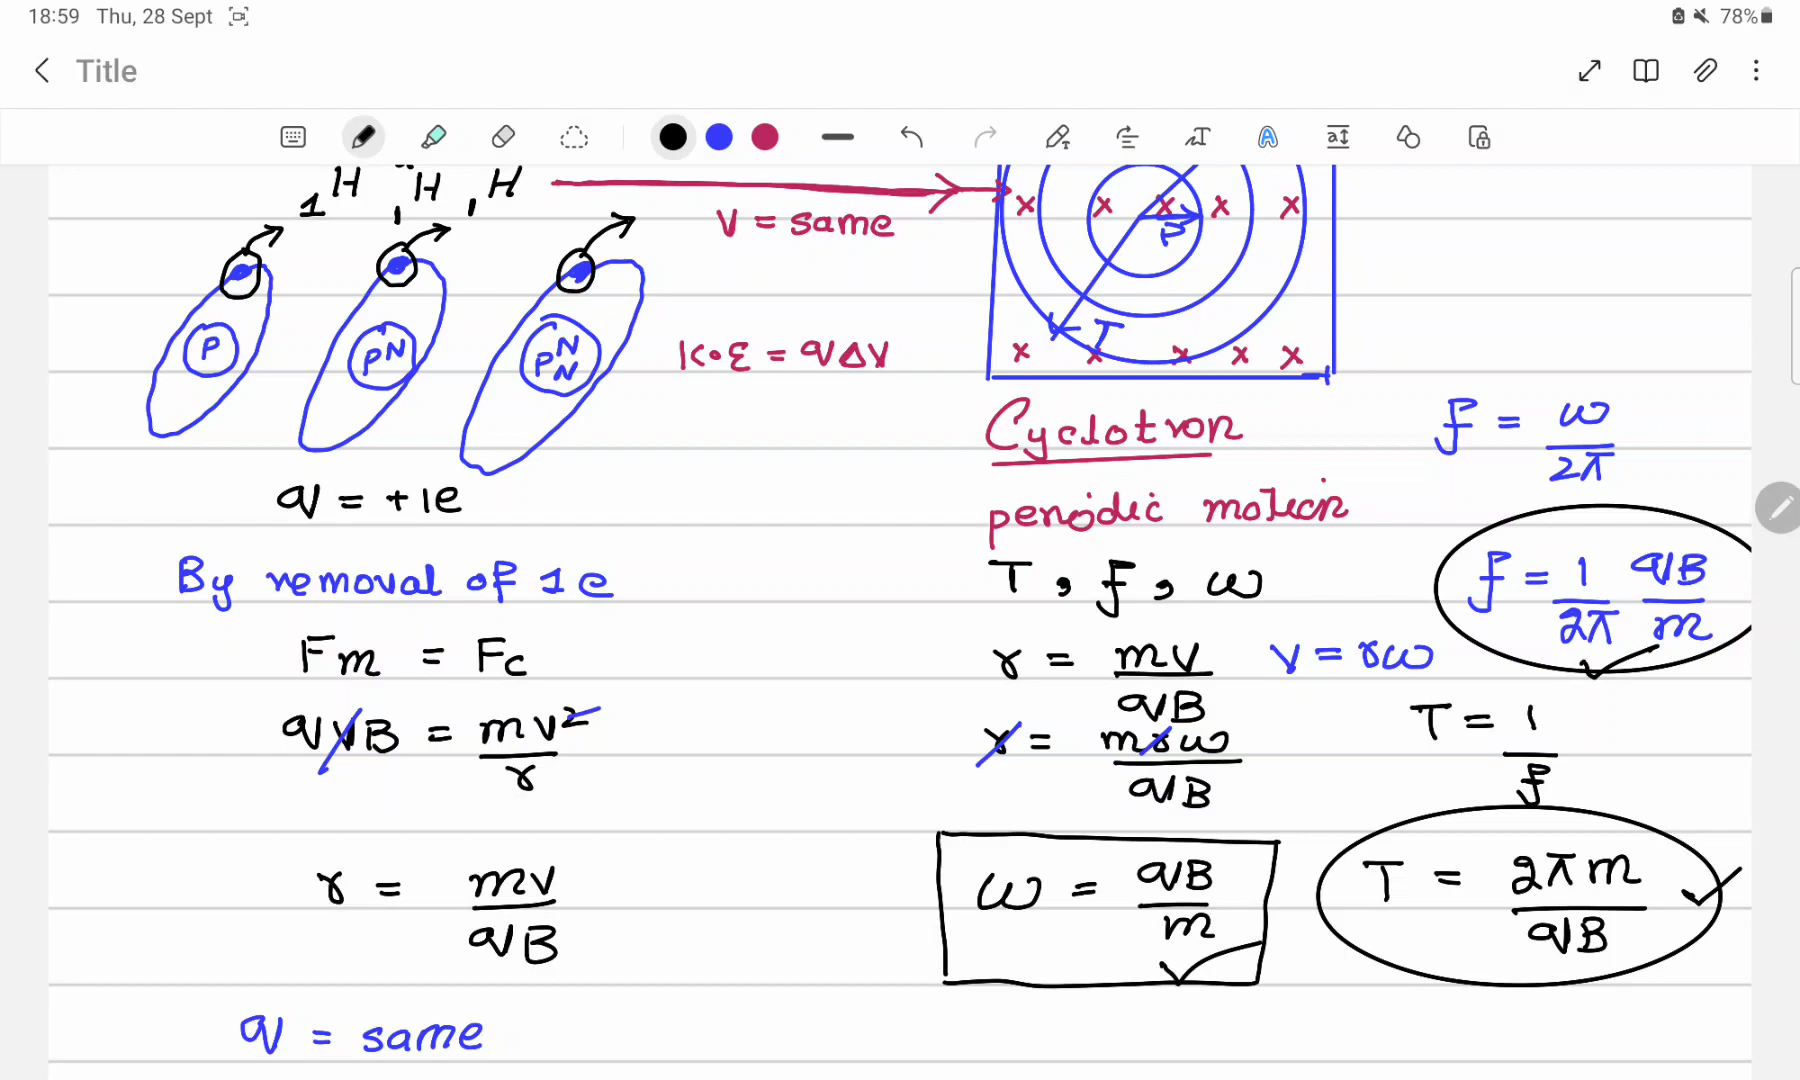 18:59 Thu, 28 Sept 78%
Title
1H 1H 1H
V = same
P
T
P
PN
PNN
K.E = qΔV
q = +1e
By removal of 1e
Fm = Fc
qVB = mv²/r
r = mv/qB
q = same
Cyclotron
periodic motion
T, f, ω
r = mv/qB V = rω
r = mrω/qB
ω = qB/m
f = ω/2π
f = 1/2π qB/m
T = 1/f
T = 2πm/qB